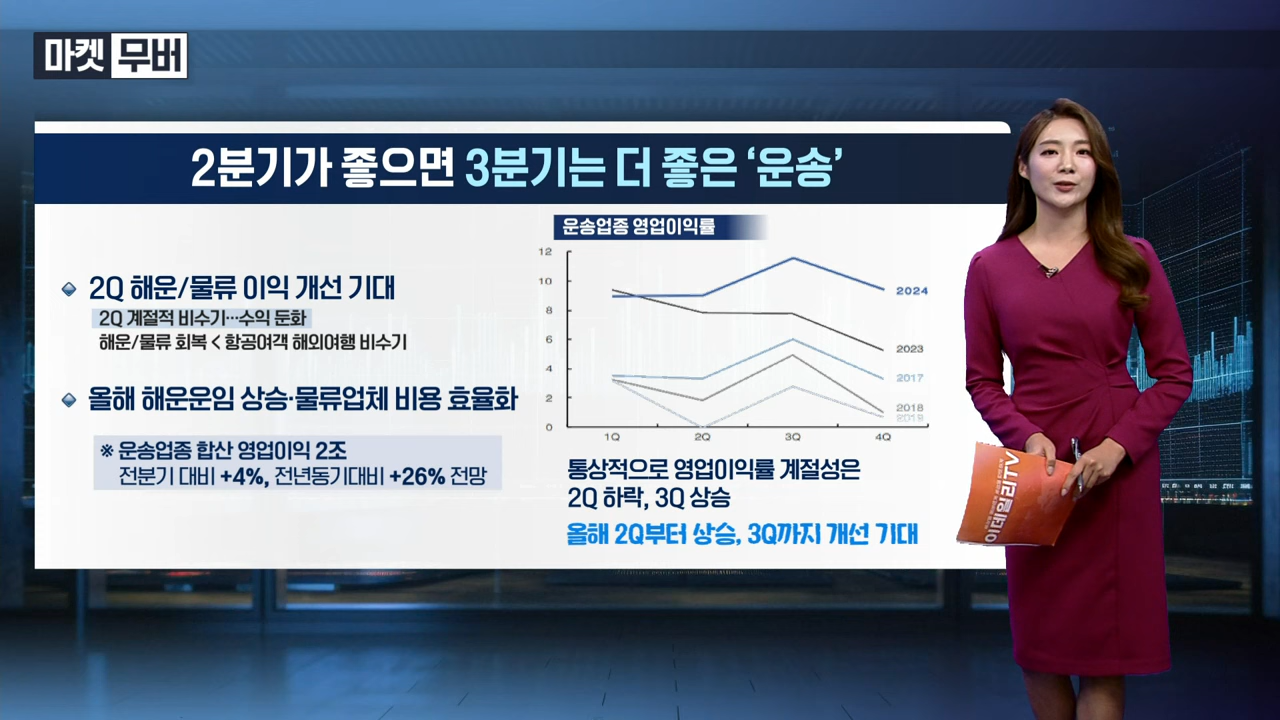 마켓무버
2분기가 좋으면 3분기는 더 좋은 ‘운송’
2Q 해운/물류 이익 개선 기대
2Q 계절적 비수기…수익 둔화
해운/물류 회복 < 항공여객 해외여행 비수기
올해 해운운임 상승·물류업체 비용 효율화
※ 운송업종 합산 영업이익 2조
전분기 대비 +4%, 전년동기대비 +26% 전망
운송업종 영업이익률
12
10
8
6
4
2
0
1Q 2Q 3Q 4Q
2024
2023
2017
2018
통상적으로 영업이익률 계절성은
2Q 하락, 3Q 상승
올해 2Q부터 상승, 3Q까지 개선 기대
이데일리TV